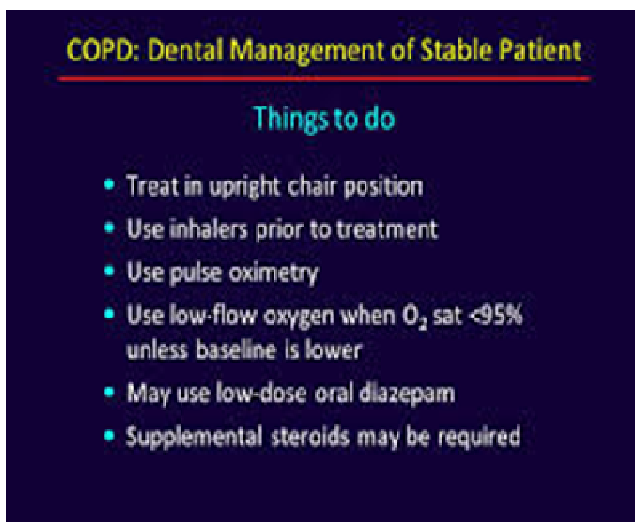 COPD: Dental Management of Stable Patient
Things to do
• Treat in upright chair position
• Use inhalers prior to treatment
• Use pulse oximetry
• Use low-flow oxygen when O₂ sat <95%
unless baseline is lower
• May use low-dose oral diazepam
• Supplemental steroids may be required